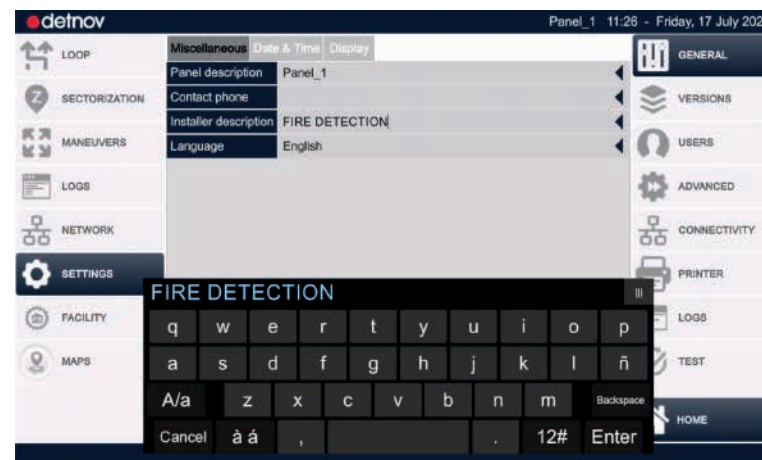 detnov
Panel_1 11:26 - Friday, 17 July 202
LOOP
SECTORIZATION
MANEUVERS
LOGS
NETWORK
SETTINGS
FACILITY
MAPS
Miscellaneous Date & Time Display
Panel description Panel_1
Contact phone
Installer description FIRE DETECTION
Language English
GENERAL
VERSIONS
USERS
ADVANCED
CONNECTIVITY
PRINTER
LOGS
TEST
HOME
FIRE DETECTION
q w e r t y u i o p
a s d f g h j k l ñ
A/a z x c v b n m Backspace
Cancel à á , . 12# Enter